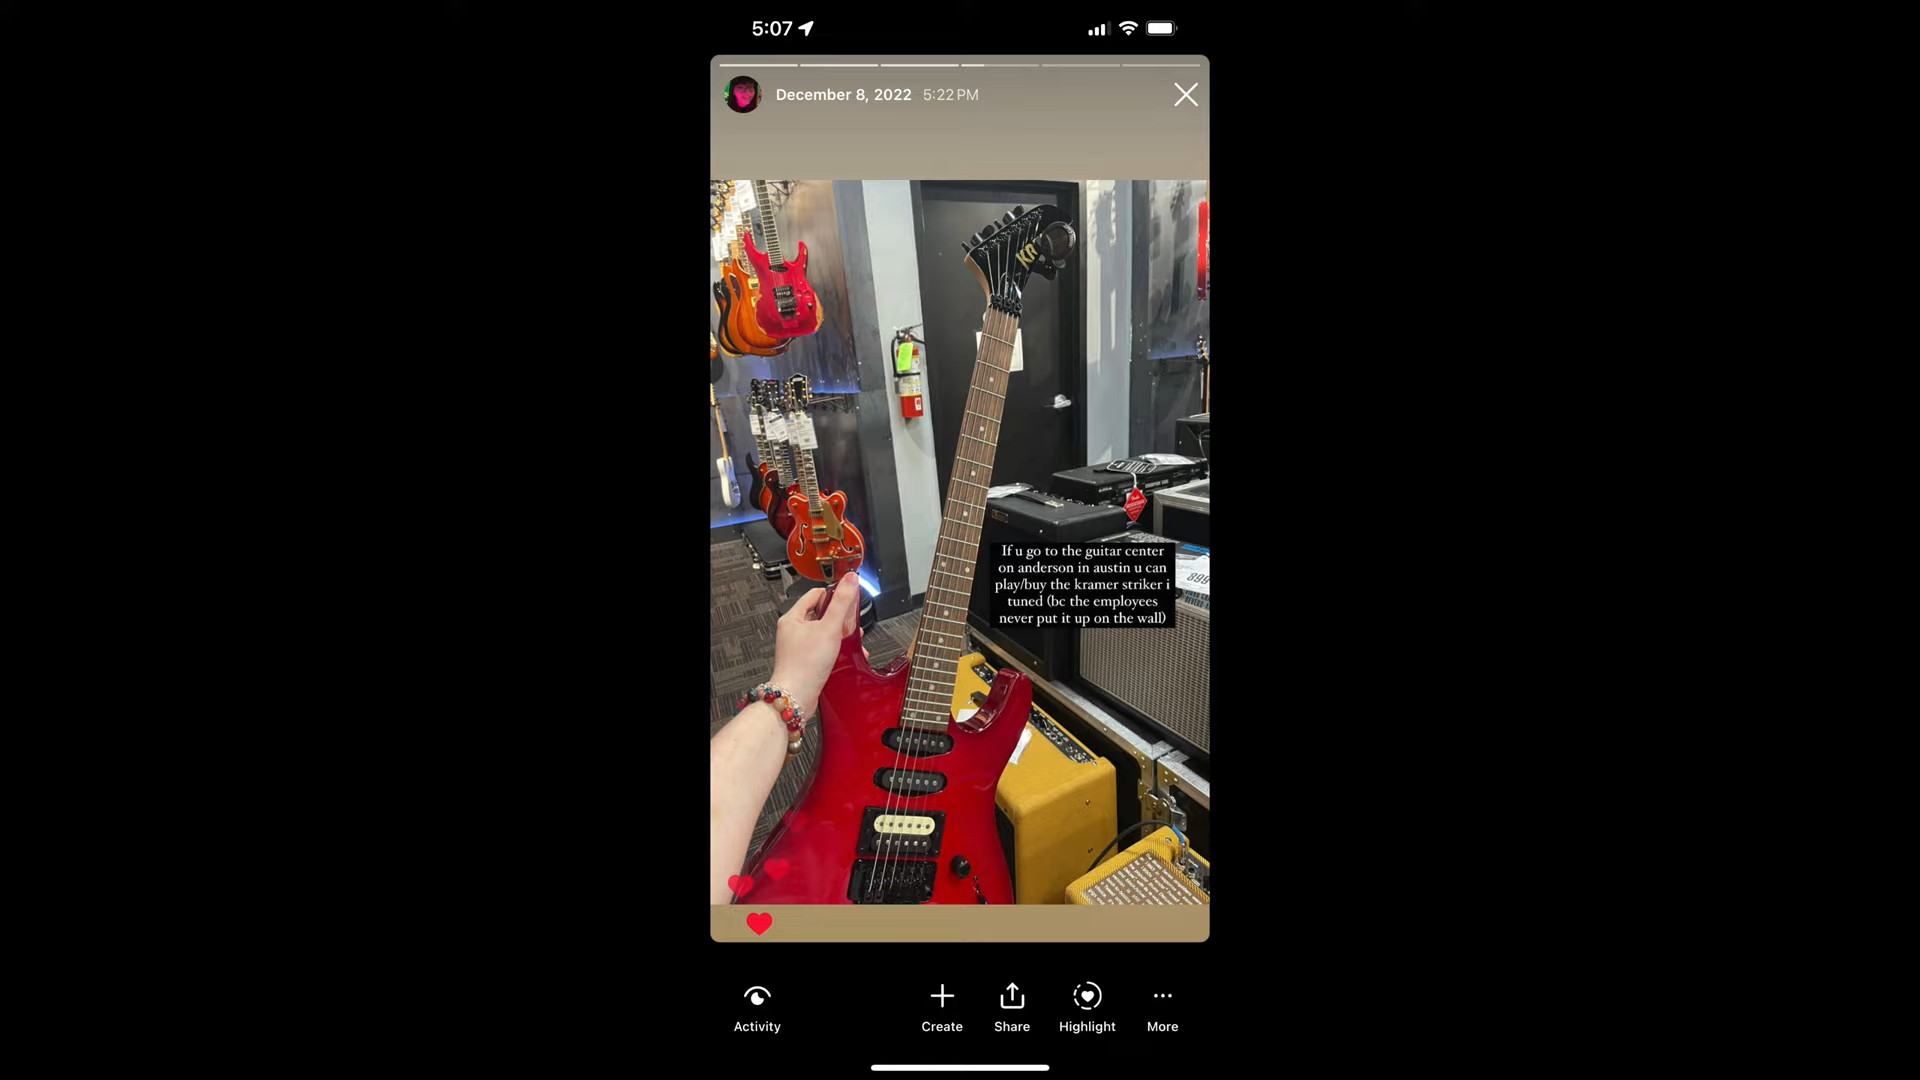 5:07
December 8, 2022 5:22 PM
KR
If u go to the guitar center
on anderson in austin u can
play/buy the kramer striker i
tuned (bc the employees
never put it up on the wall)
899
Activity
Create
Share
Highlight
More